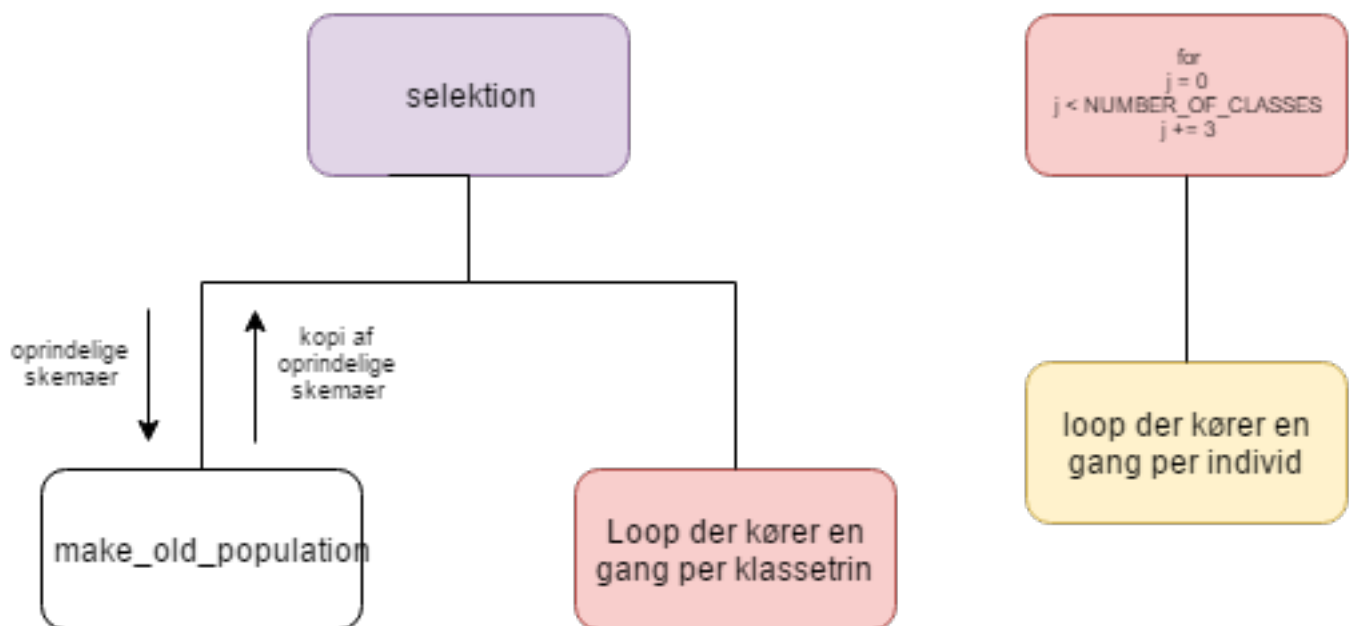 selektion
for
j = 0
j < NUMBER_OF_CLASSES
j += 3
oprindelige
skemaer
kopi af
oprindelige
skemaer
loop der kører en
gang per individ
make_old_population
Loop der kører en
gang per klassetrin